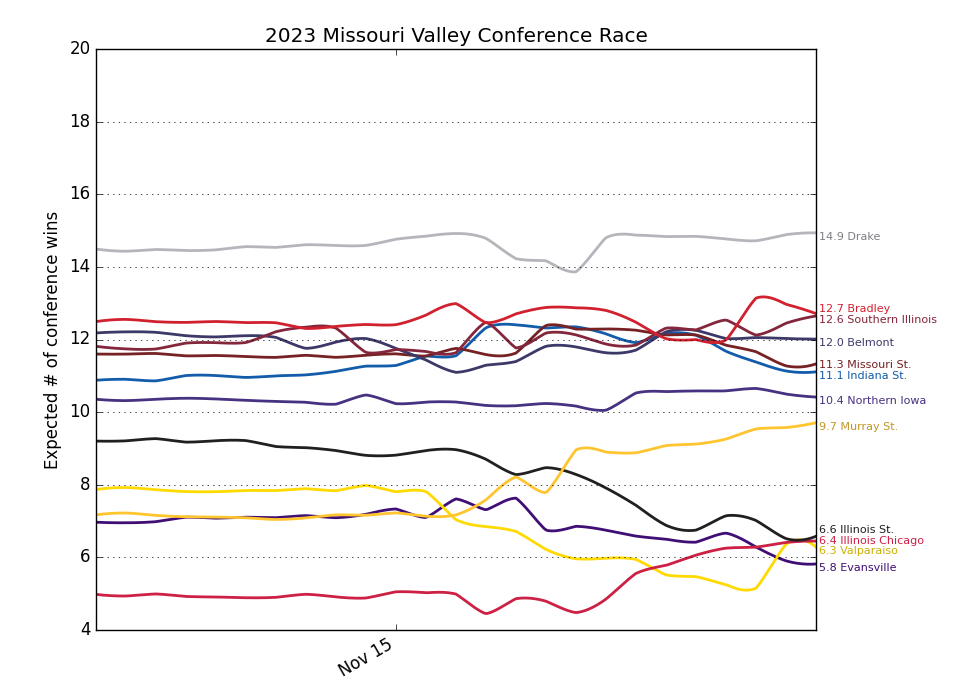 2023 Missouri Valley Conference Race
Expected # of conference wins
20
18
16
14
12
10
8
6
4
Nov 15
14.9 Drake
12.7 Bradley
12.6 Southern Illinois
12.0 Belmont
11.3 Missouri St.
11.1 Indiana St.
10.4 Northern Iowa
9.7 Murray St.
6.6 Illinois St.
6.4 Illinois Chicago
6.3 Valparaiso
5.8 Evansville